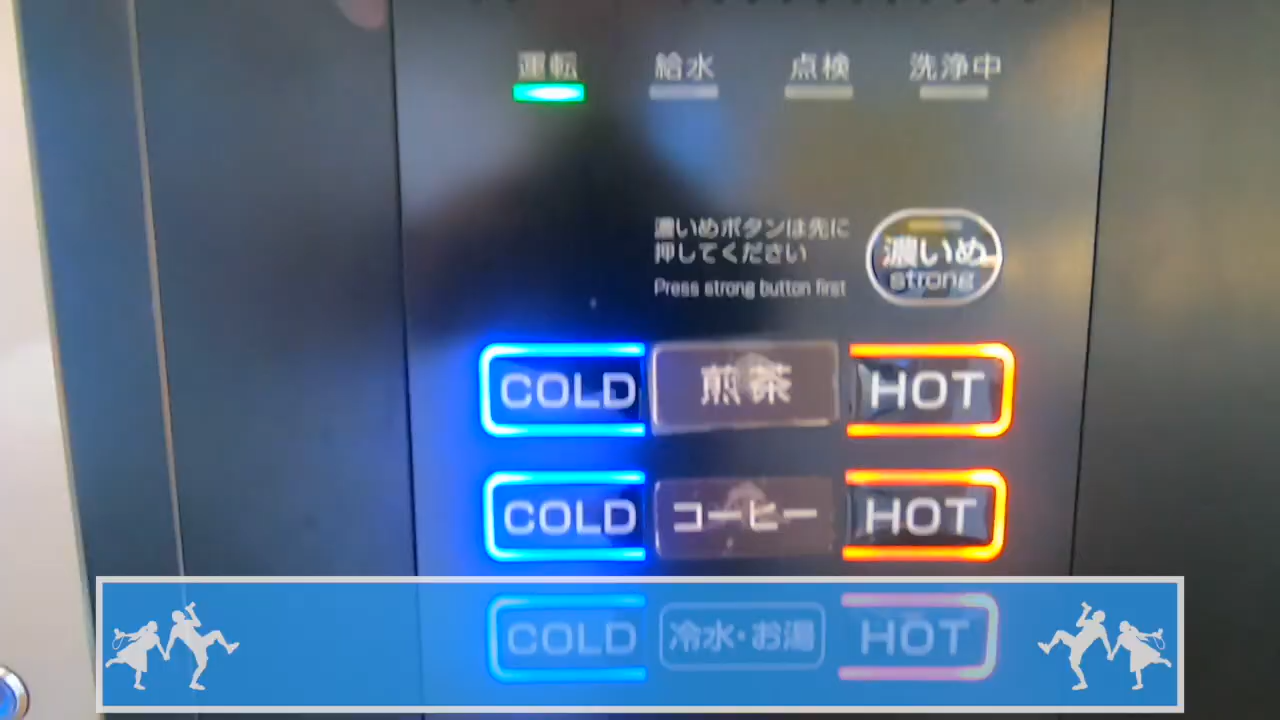 運転 給水 点検 洗浄中
濃いめボタンは先に
押してください
Press strong button first
濃いめ
strong
COLD 煎茶 HOT
COLD コーヒー HOT
COLD 冷水・お湯 HOT